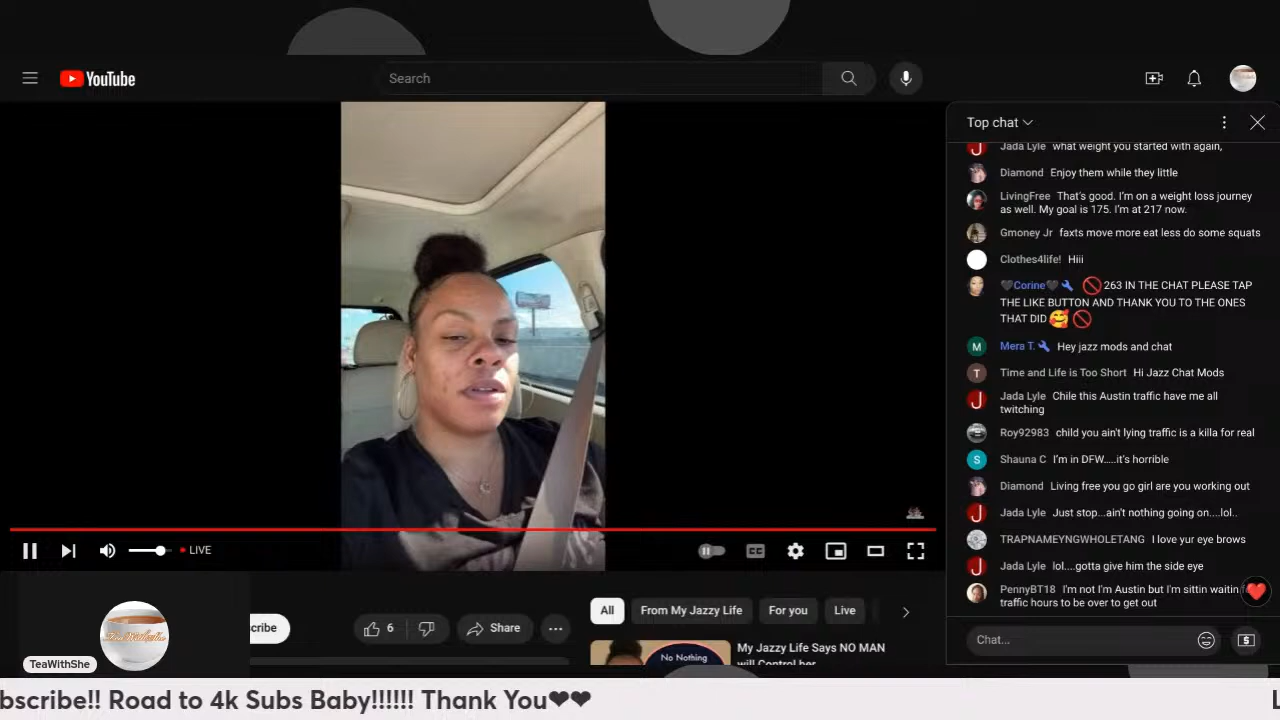 YouTube
Search
Top chat
Jada Lyle what weight you started with again,
Diamond Enjoy them while they little
LivingFree That's good. I'm on a weight loss journey
as well. My goal is 175. I'm at 217 now.
Gmoney Jr faxts move more eat less do some squats
Clothes4life! Hiii
🖤Corine🖤 🔧 🚫263 IN THE CHAT PLEASE TAP
THE LIKE BUTTON AND THANK YOU TO THE ONES
THAT DID🥰🚫
M
Mera T. 🔧 Hey jazz mods and chat
T
Time and Life is Too Short Hi Jazz Chat Mods
J
Jada Lyle Chile this Austin traffic have me all
twitching
Roy92983 child you ain't lying traffic is a killa for real
S
Shauna C I'm in DFW.....it's horrible
Diamond Living free you go girl are you working out
J
Jada Lyle Just stop...ain't nothing going on....lol..
TRAPNAMEYNGWHOLETANG I love yur eye brows
J
Jada Lyle lol....gotta give him the side eye
PennyBT18 I'm not I'm Austin but I'm sittin waitin
traffic hours to be over to get out
Chat...
LIVE
CC
TeaWithShe
TeaWithShe
cribe
6
Share
All
From My Jazzy Life
For you
Live
No Nothing
My Jazzy Life Says NO MAN
will Control her
bscribe!! Road to 4k Subs Baby!!!!!! Thank You❤❤